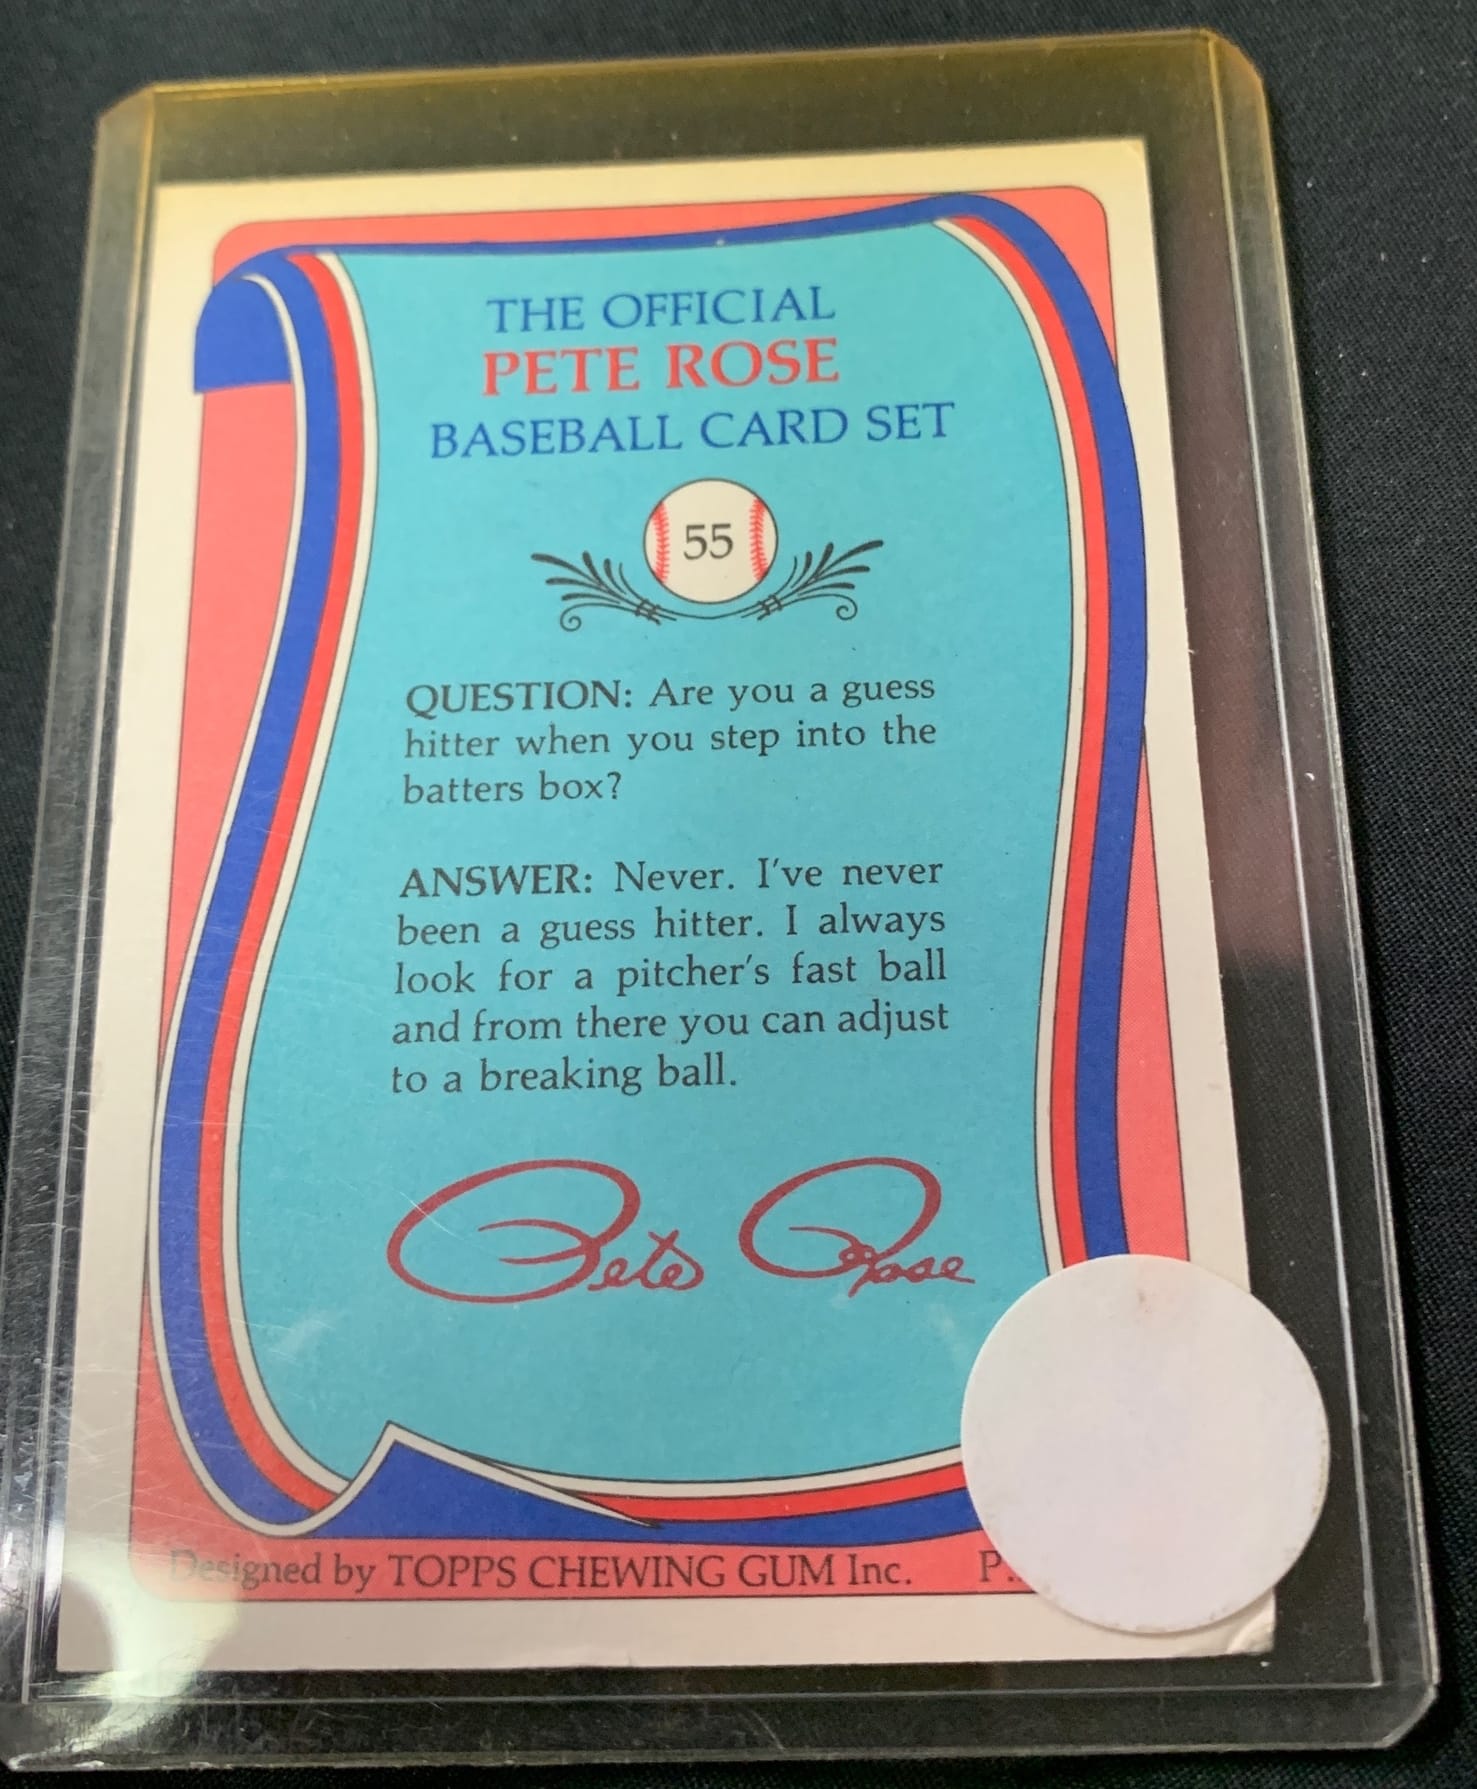 THE OFFICIAL
PETE ROSE
BASEBALL CARD SET
55
QUESTION: Are you a guess
hitter when you step into the
batters box?
ANSWER: Never. I've never
been a guess hitter. I always
look for a pitcher's fast ball
and from there you can adjust
to a breaking ball.
Pete Rose
Designed by TOPPS CHEWING GUM Inc.